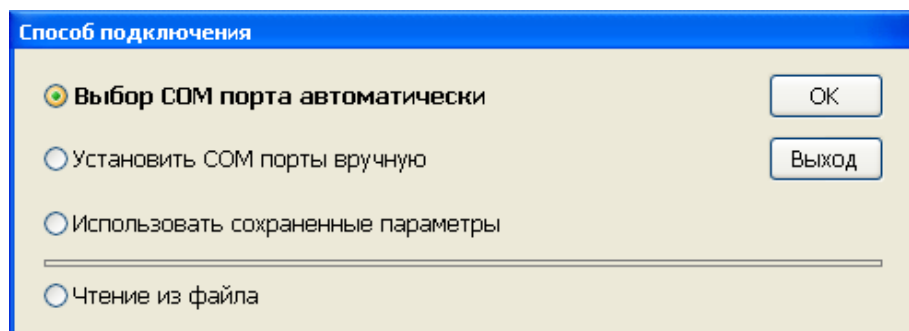 Способ подключения
Выбор COM порта автоматически
OK
Установить COM порты вручную
Выход
Использовать сохраненные параметры
Чтение из файла